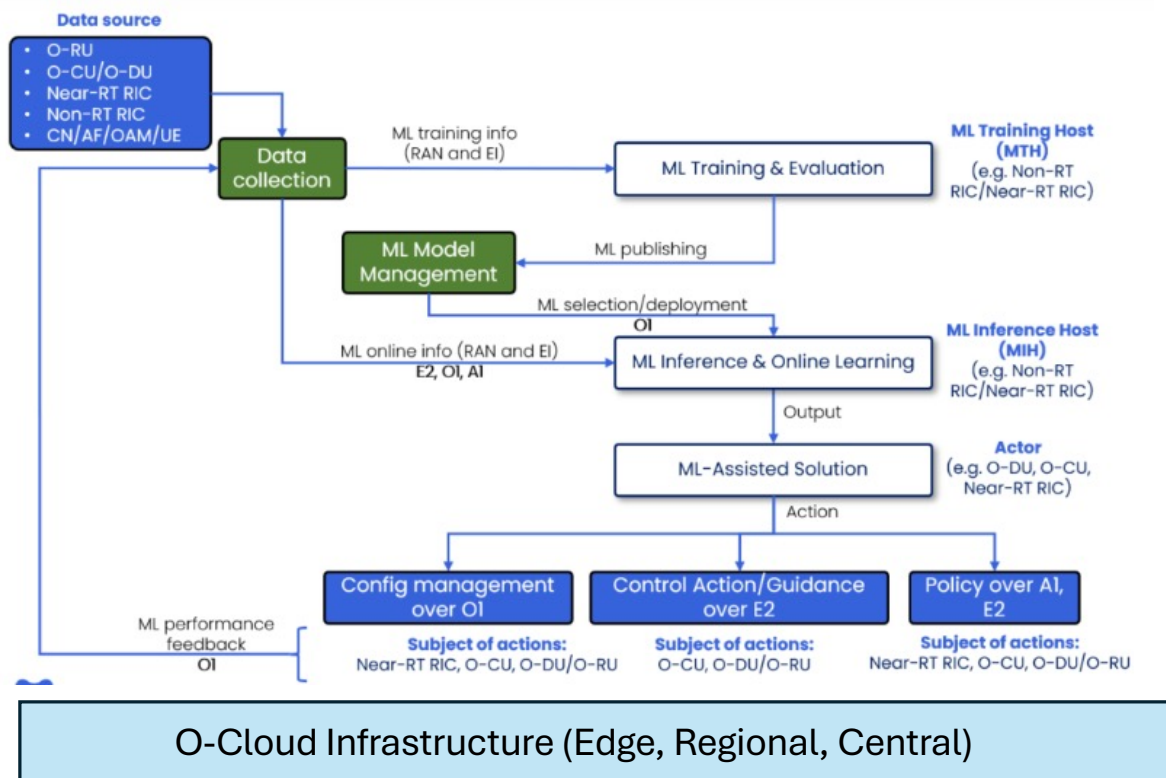 Data source
• O-RU
• O-CU/O-DU
• Near-RT RIC
• Non-RT RIC
• CN/AF/OAM/UE
Data
collection
ML training info
(RAN and EI)
ML Training & Evaluation
ML Training Host
(MTH)
(e.g. Non-RT
RIC/Near-RT RIC)
ML Model
Management
ML publishing
ML selection/deployment
O1
ML online info (RAN and EI)
E2, O1, A1
ML Inference & Online Learning
ML Inference Host
(MIH)
(e.g. Non-RT
RIC/Near-RT RIC)
Output
ML-Assisted Solution
Actor
(e.g. O-DU, O-CU,
Near-RT RIC)
Action
Config management
over O1
Control Action/Guidance
over E2
Policy over A1,
E2
ML performance
feedback
O1
Subject of actions:
Near-RT RIC, O-CU, O-DU/O-RU
Subject of actions:
O-CU, O-DU/O-RU
Subject of actions:
Near-RT RIC, O-CU, O-DU/O-RU
O-Cloud Infrastructure (Edge, Regional, Central)